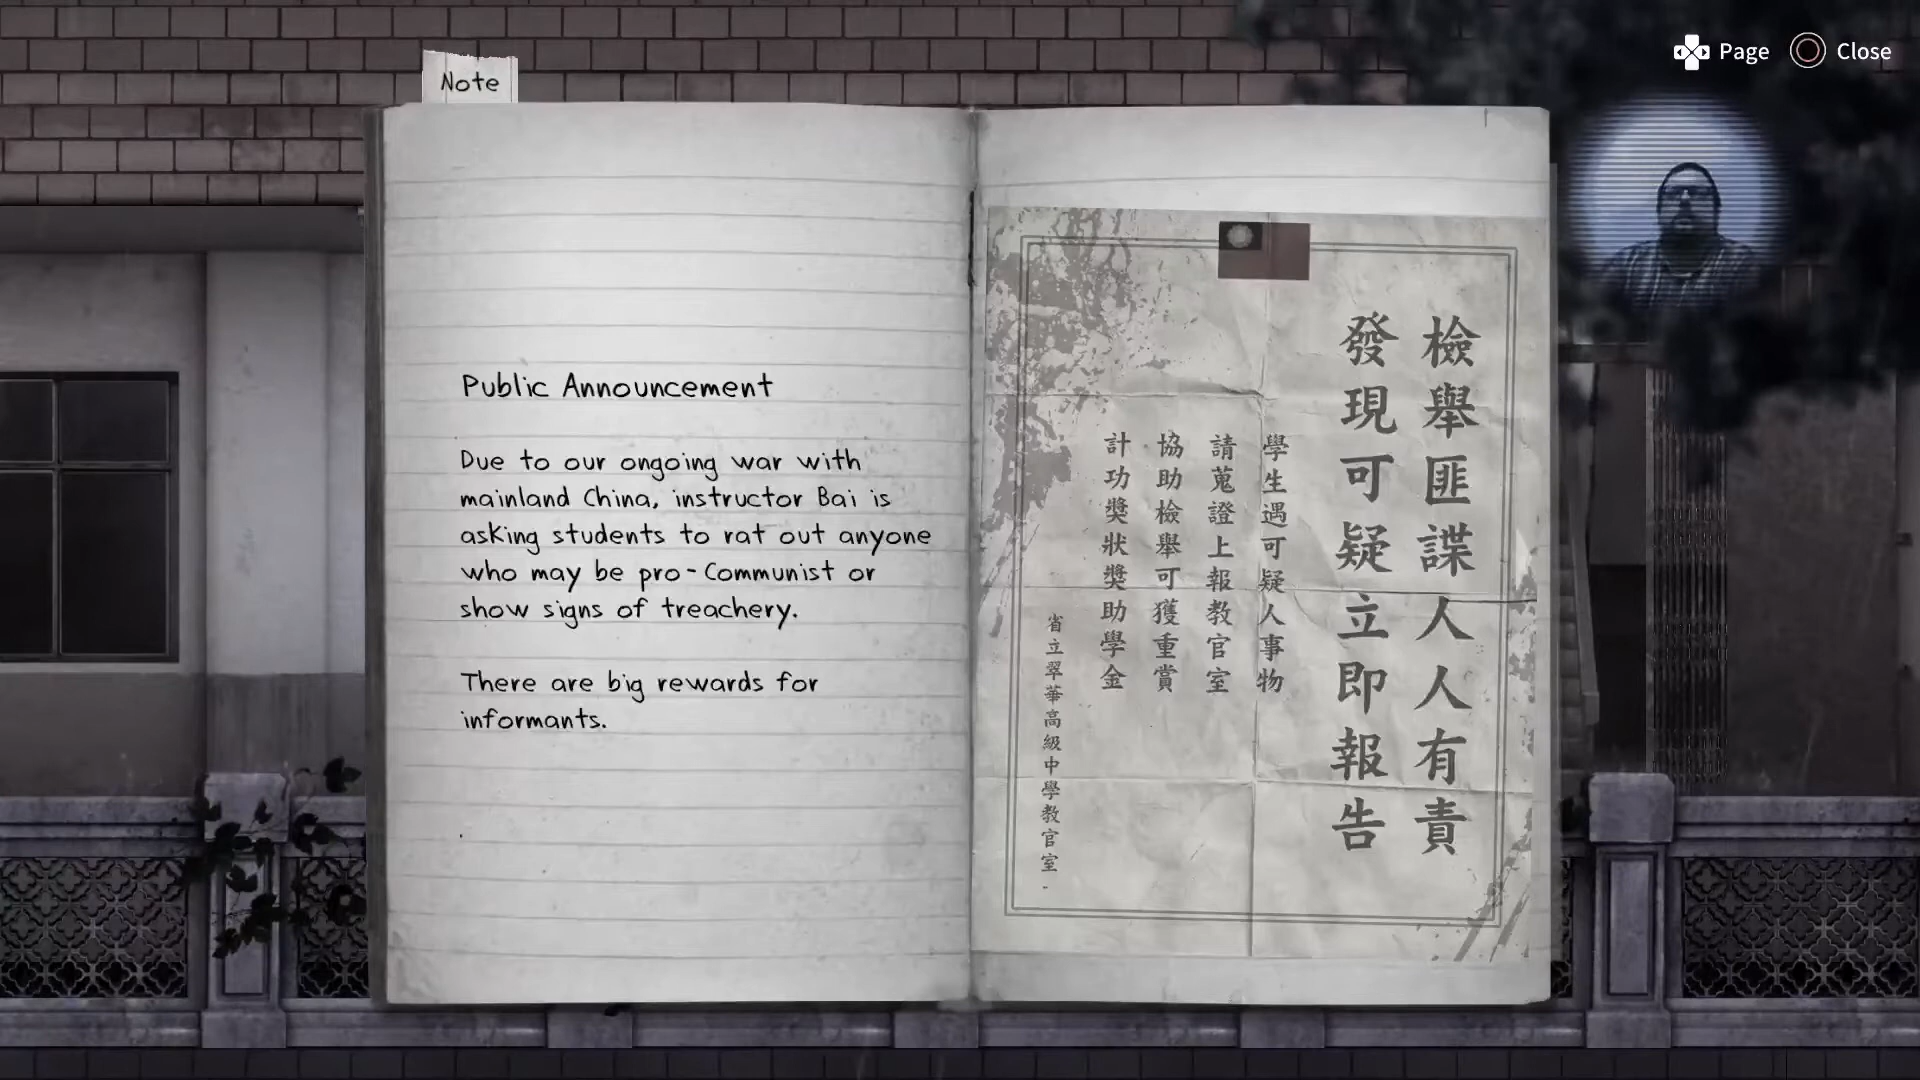 Page
Close
Note
Public Announcement
Due to our ongoing war with
mainland China, instructor Bai is
asking students to rat out anyone
who may be pro-Communist or
show signs of treachery.
There are big rewards for
informants.
檢舉匪諜人人有責
發現可疑立即報告
學生遇可疑人事物
請蒐證上報教官室
協助檢舉可獲重賞
計功獎狀獎助學金
省立翠華高級中學教官室